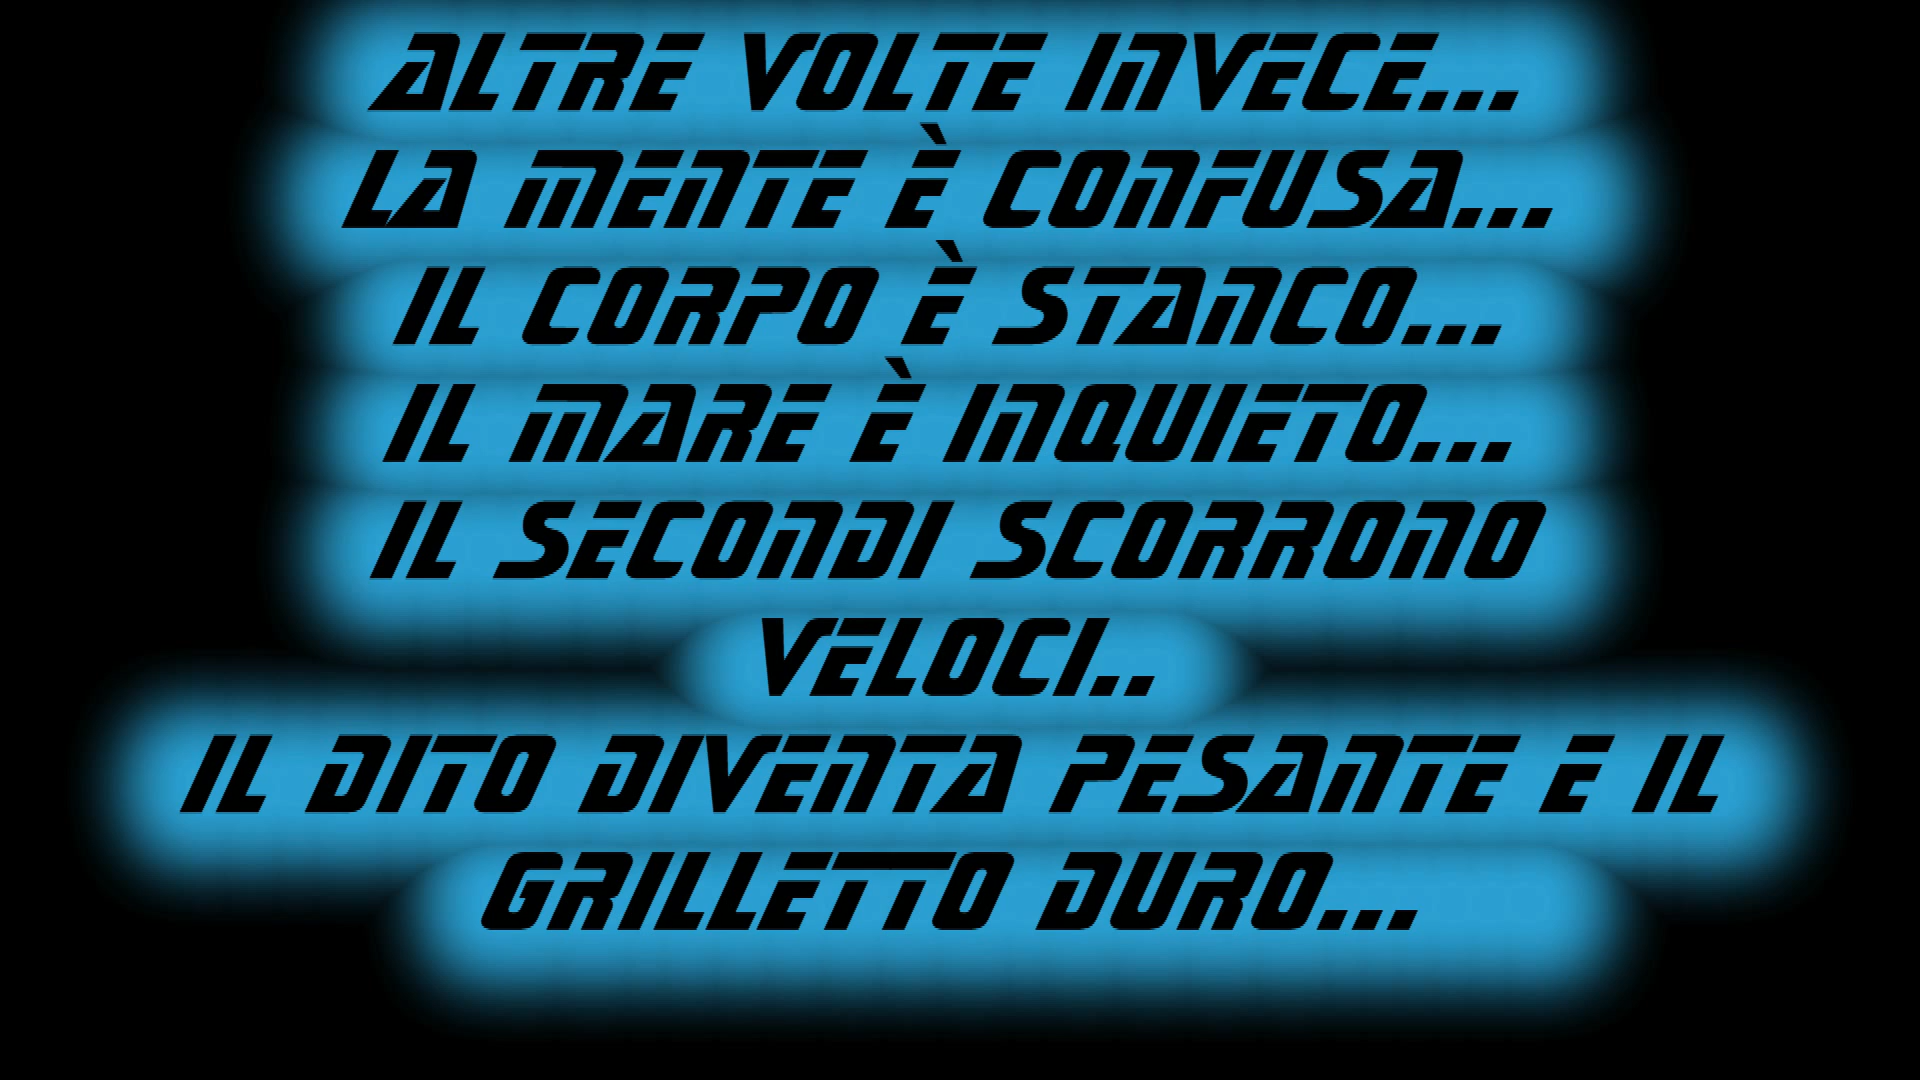 ALTRE VOLTE INVECE...
LA MENTE È CONFUSA...
IL CORPO È STANCO...
IL MARE È INQUIETO...
IL SECONDI SCORRONO
VELOCI..
IL DITO DIVENTA PESANTE E IL
GRILLETTO DURO...